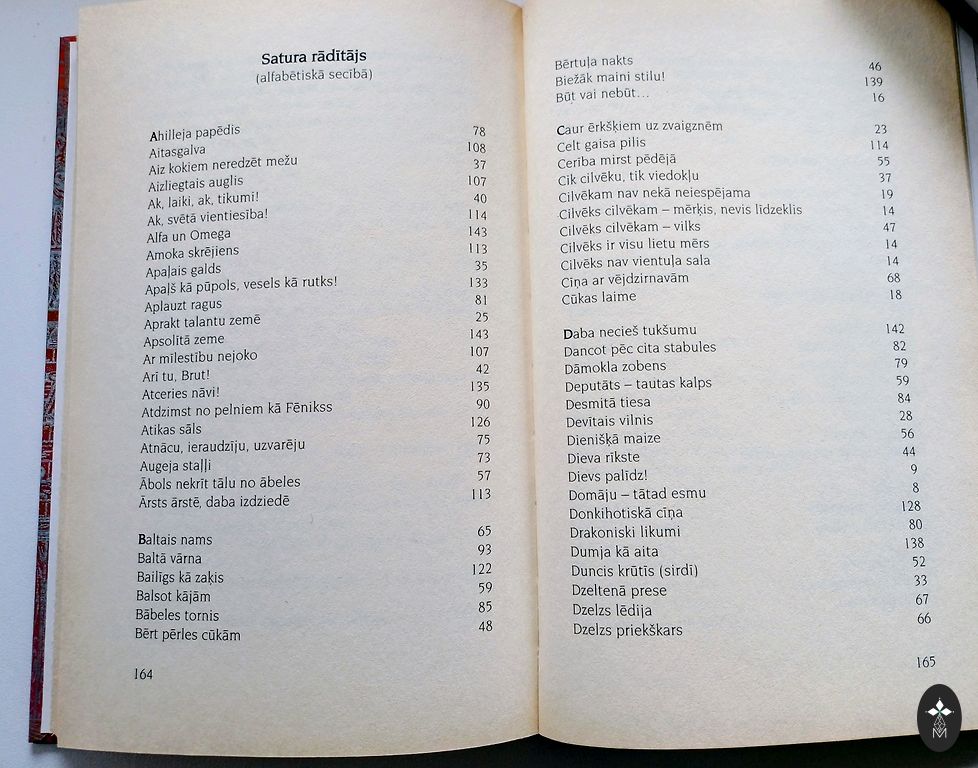 Satura rādītājs
(alfabētiskā secībā)
Ahilleja papēdis 78
Aitasgalva 108
Aiz kokiem neredzēt mežu 37
Aizliegtais auglis 107
Ak, laiki, ak, tikumi! 40
Ak, svētā vientiesība! 114
Alfa un Omega 143
Amoka skrējiens 113
Apaļais galds 35
Apaļš kā pūpols, vesels kā rutks! 133
Aplauzt ragus 81
Aprakt talantu zemē 25
Apsolītā zeme 143
Ar mīlestību nejoko 107
Arī tu, Brut! 42
Atceries nāvi! 135
Atdzimst no pelniem kā Fēnikss 90
Atikas sāls 126
Atnācu, ieraudzīju, uzvarēju 75
Augeja staļļi 73
Ābols nekrīt tālu no ābeles 57
Ārsts ārstē, daba izdziedē 113
Baltais nams 65
Baltā vārna 93
Bailīgs kā zaķis 122
Balsot kājām 59
Bābeles tornis 85
Bērt pērles cūkām 48
164
Bērtuļa nakts 46
Biežāk maini stilu! 139
Būt vai nebūt... 16
Caur ērkšķiem uz zvaigznēm 23
Celt gaisa pilis 114
Cerība mirst pēdējā 55
Cik cilvēku, tik viedokļu 37
Cilvēkam nav nekā neiespējama 19
Cilvēks cilvēkam – mērķis, nevis līdzeklis 14
Cilvēks cilvēkam – vilks 47
Cilvēks ir visu lietu mērs 14
Cilvēks nav vientuļa sala 14
Cīņa ar vējdzirnavām 68
Cūkas laime 18
Daba necieš tukšumu 142
Dancot pēc cita stabules 82
Dāmokla zobens 79
Deputāts – tautas kalps 59
Desmitā tiesa 84
Devītais vilnis 28
Dienišķā maize 56
Dieva rīkste 44
Dievs palīdz! 9
Domāju – tātad esmu 8
Donkihotiskā cīņa 128
Drakoniski likumi 80
Dumja kā aita 138
Duncis krūtīs (sirdī) 52
Dzeltenā prese 33
Dzelzs lēdija 67
Dzelzs priekškars 66
165
M